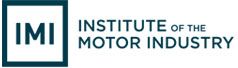 IMI
INSTITUTE OF THE
MOTOR INDUSTRY